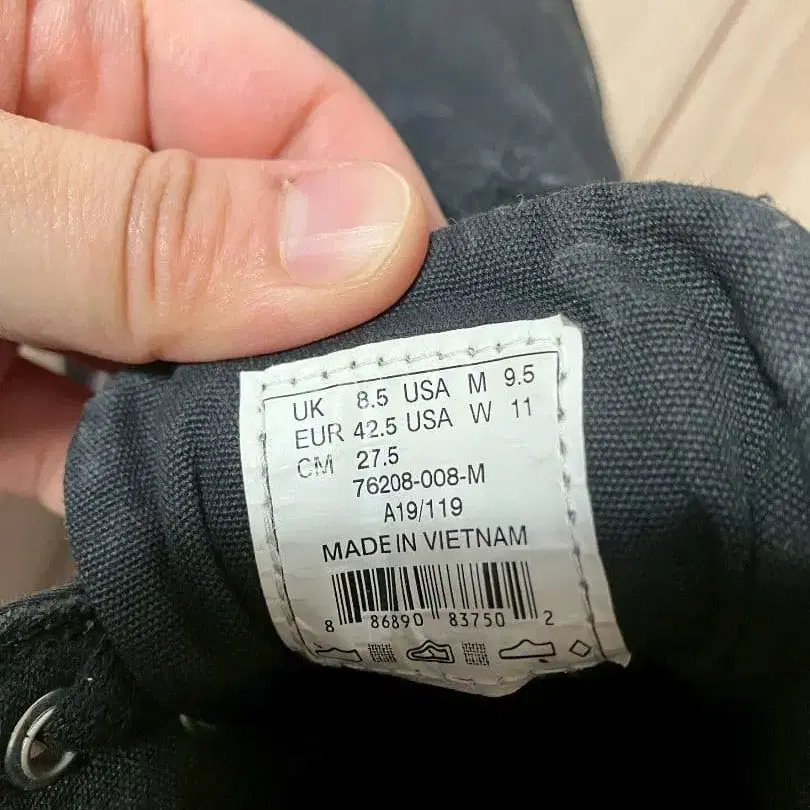 UK 8.5 USA M 9.5
EUR 42.5 USA W 11
CM 27.5
76208-008-M
A19/119
MADE IN VIETNAM
8 86890 83750 2